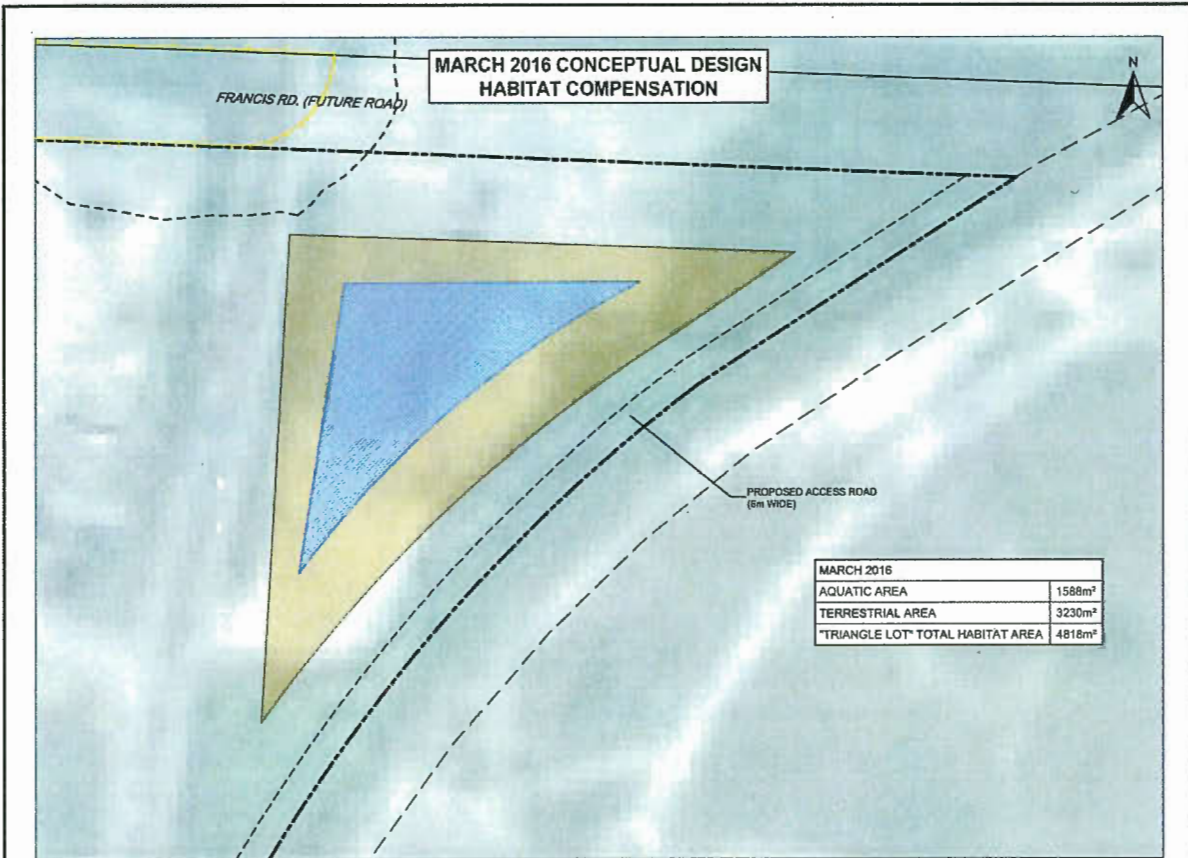 MARCH 2016 CONCEPTUAL DESIGN
HABITAT COMPENSATION
N
FRANCIS RD. (FUTURE ROAD)
PROPOSED ACCESS ROAD
(6m WIDE)
MARCH 2016
AQUATIC AREA 1588m²
TERRESTRIAL AREA 3230m²
"TRIANGLE LOT" TOTAL HABITAT AREA 4818m²